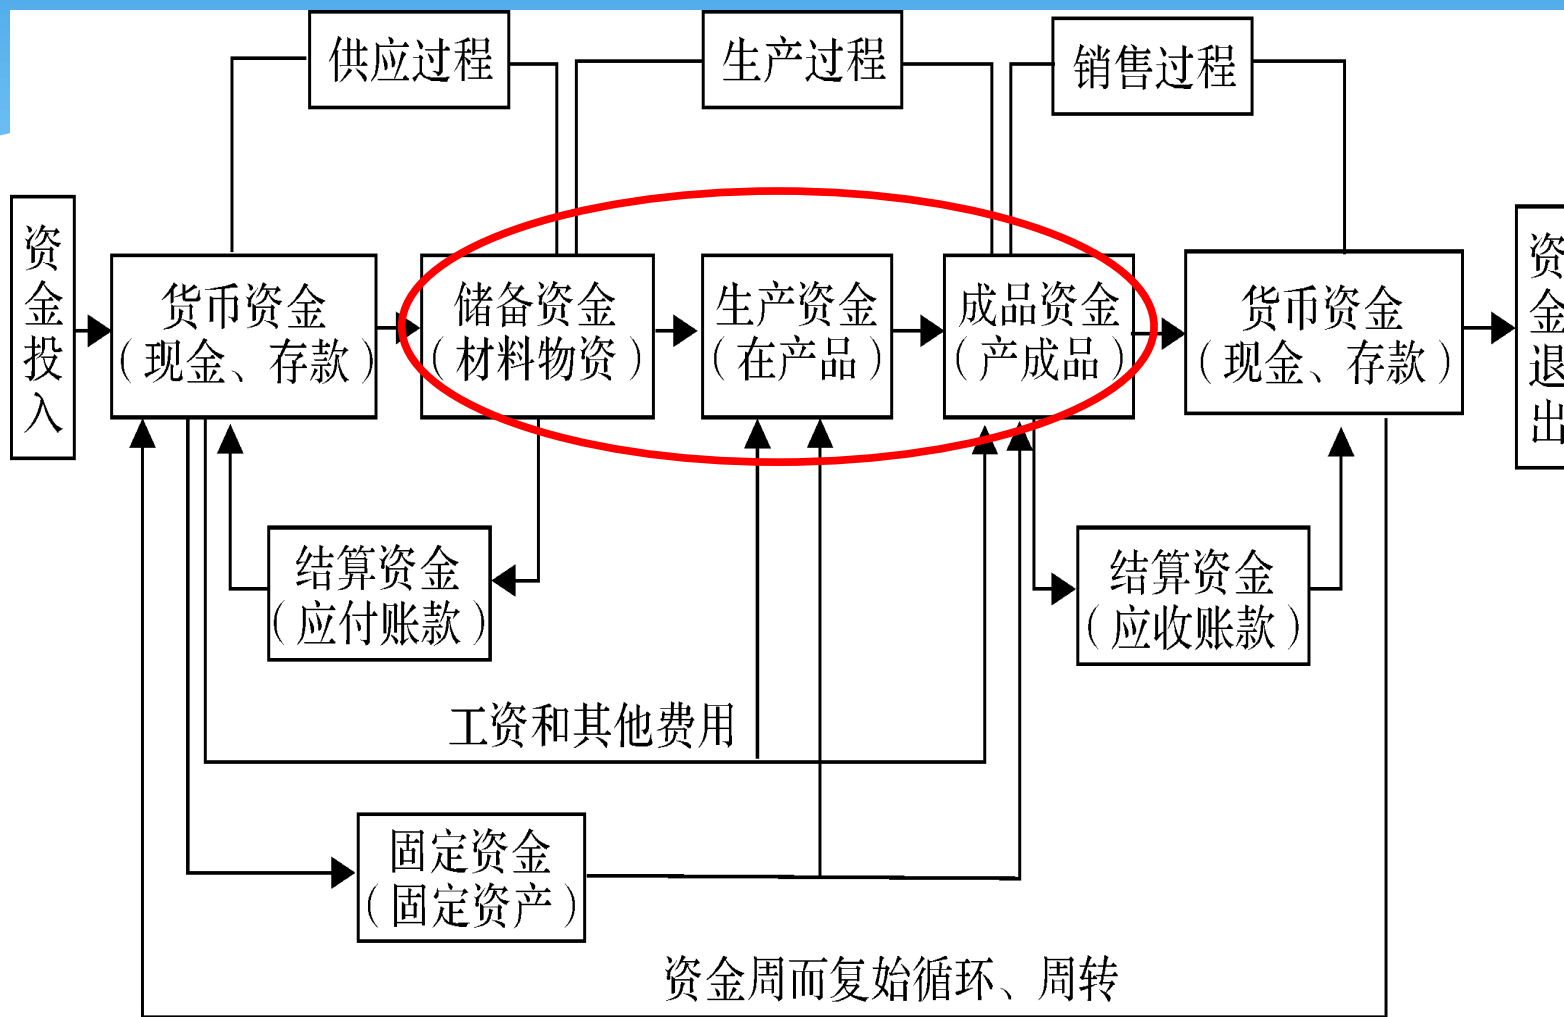 供应过程
生产过程
销售过程
资金投入
货币资金
（现金、存款）
储备资金
（材料物资）
生产资金
（在产品）
成品资金
（产成品）
货币资金
（现金、存款）
资金退出
结算资金
（应付账款）
结算资金
（应收账款）
工资和其他费用
固定资金
（固定资产）
资金周而复始循环、周转